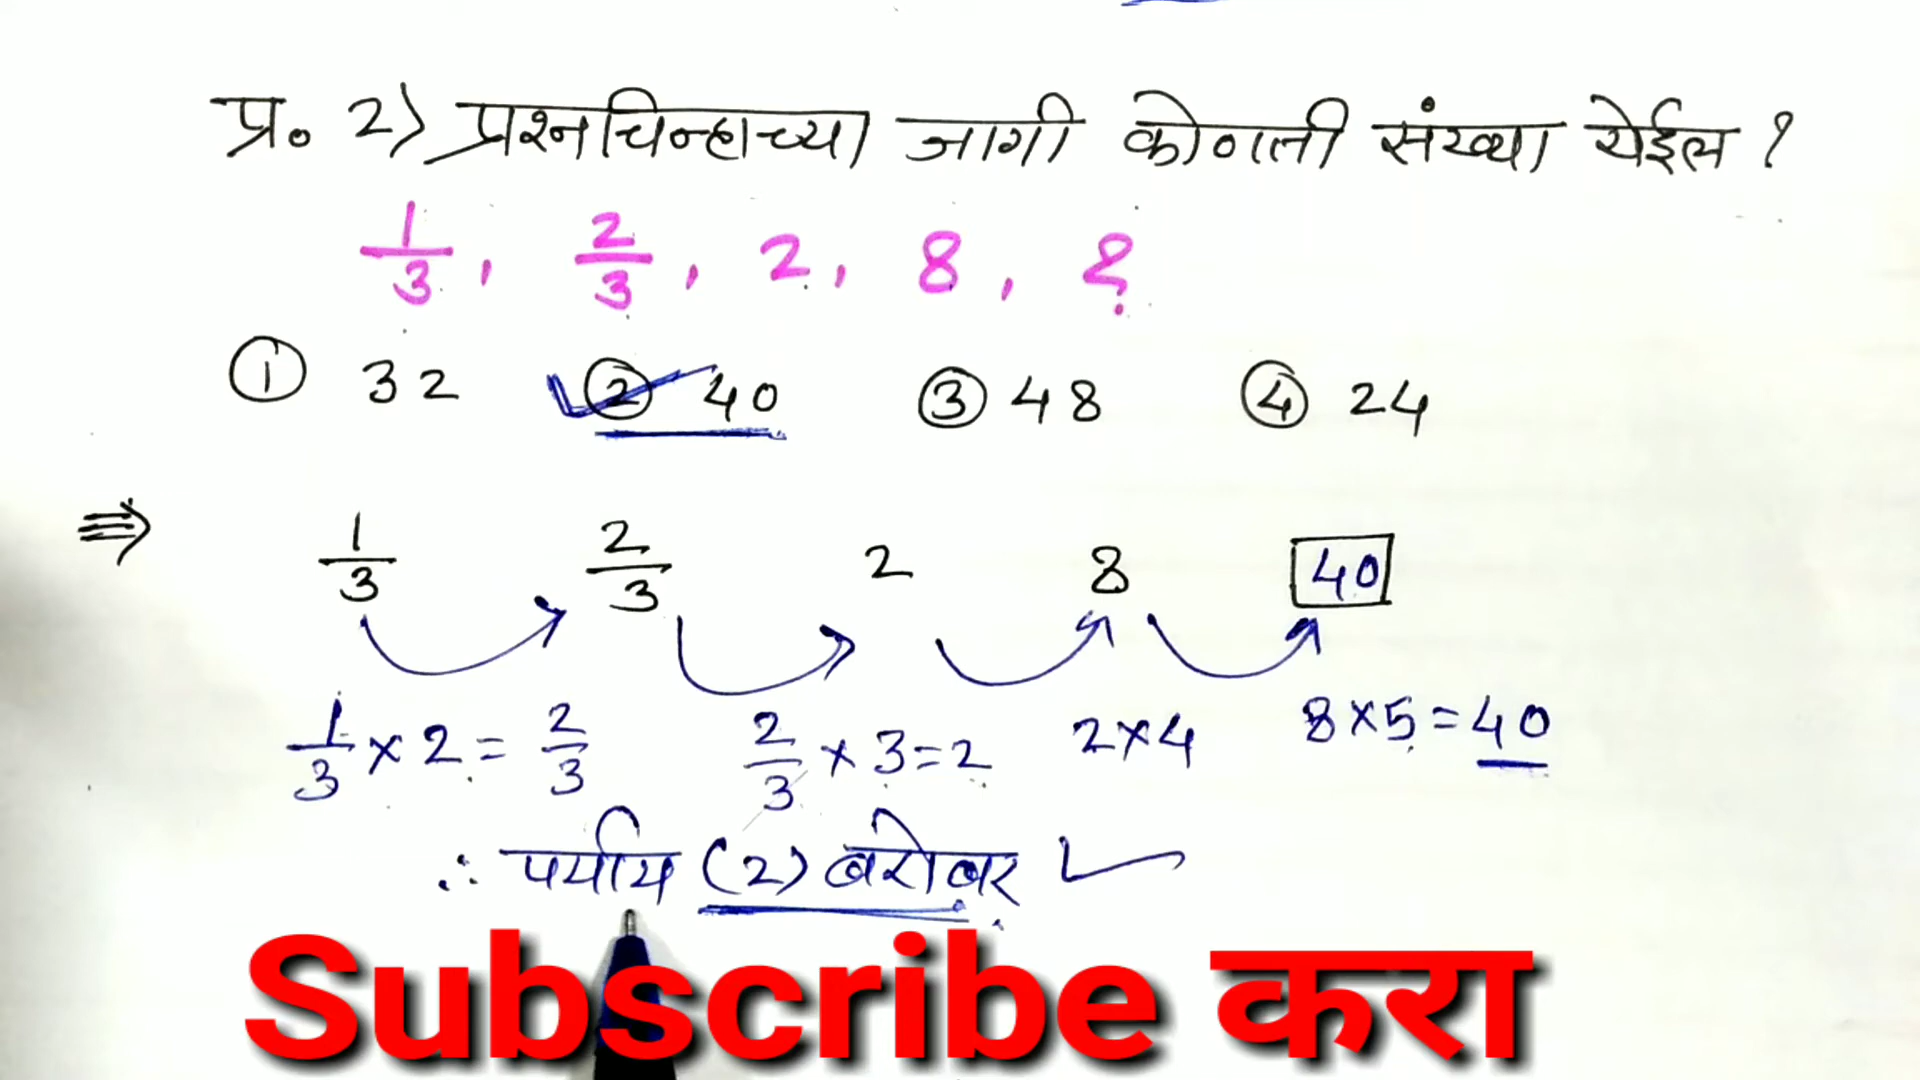 प्र. 2) प्रश्नचिन्हाच्या जागी कोणती संख्या येईल ?
1/3 , 2/3 , 2 , 8 , ?
① 32 ② 40 ③ 48 ④ 24
⇒ 1/3 2/3 2 8 40
1/3 × 2 = 2/3 2/3 × 3 = 2 2×4 8×5 = 40
∴ पर्याय (2) बरोबर ✓
Subscribe करा